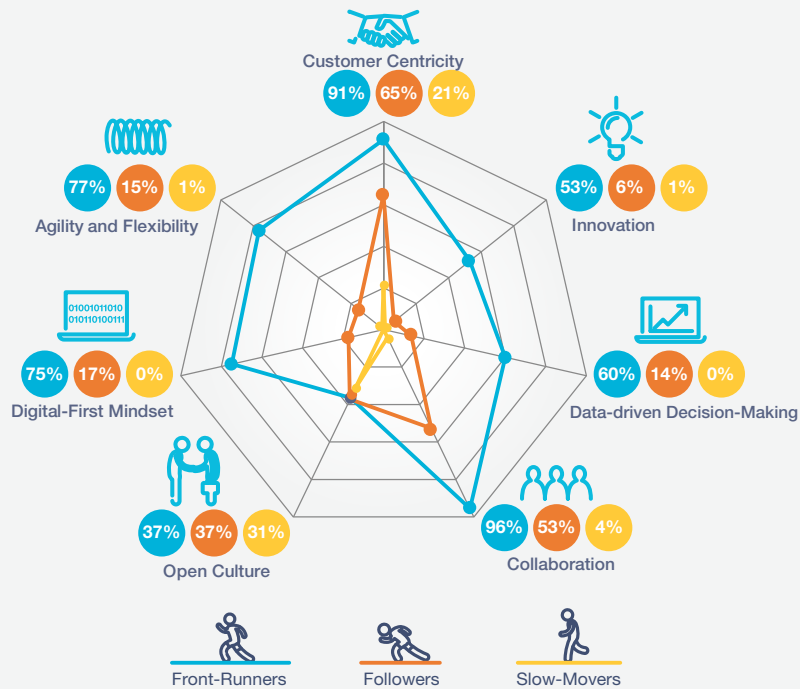 Customer Centricity
91% 65% 21%
53% 6% 1%
Innovation
77% 15% 1%
Agility and Flexibility
01001011010
010110100111
75% 17% 0%
Digital-First Mindset
60% 14% 0%
Data-driven Decision-Making
37% 37% 31%
Open Culture
96% 53% 4%
Collaboration
Front-Runners
Followers
Slow-Movers